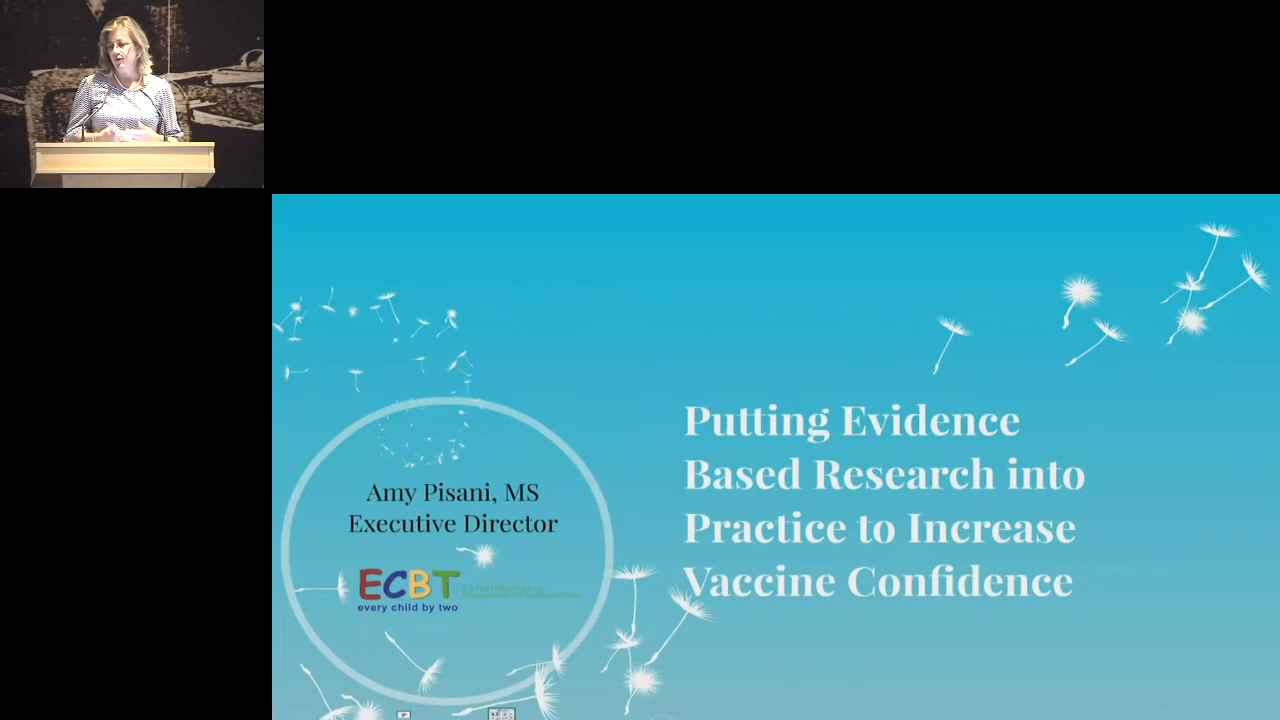 Amy Pisani, MS
Executive Director
ECBT
every child by two
Putting Evidence
Based Research into
Practice to Increase
Vaccine Confidence